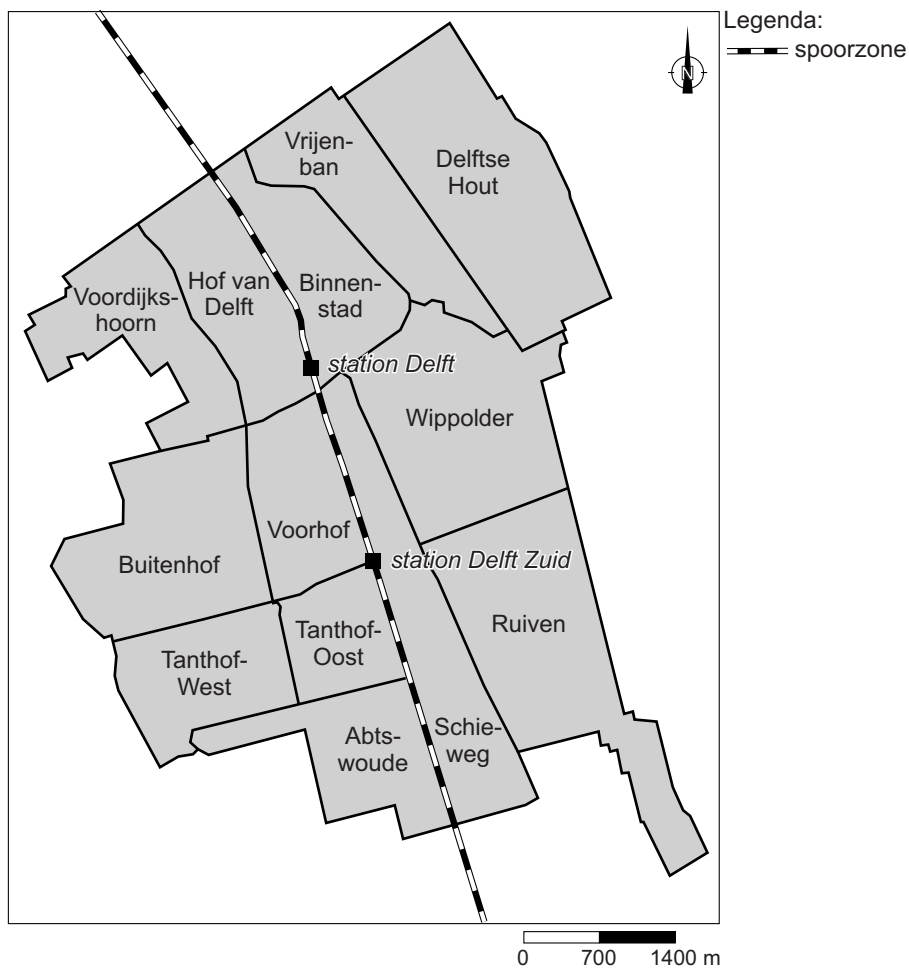 Legenda:
spoorzone
N
Vrijen-
ban
Delftse
Hout
Hof van
Delft
Binnen-
stad
Voordijks-
hoorn
station Delft
Wippolder
Voorhof
station Delft Zuid
Buitenhof
Ruiven
Tanthof-
Oost
Tanthof-
West
Schie-
weg
Abts-
woude
0 700 1400 m